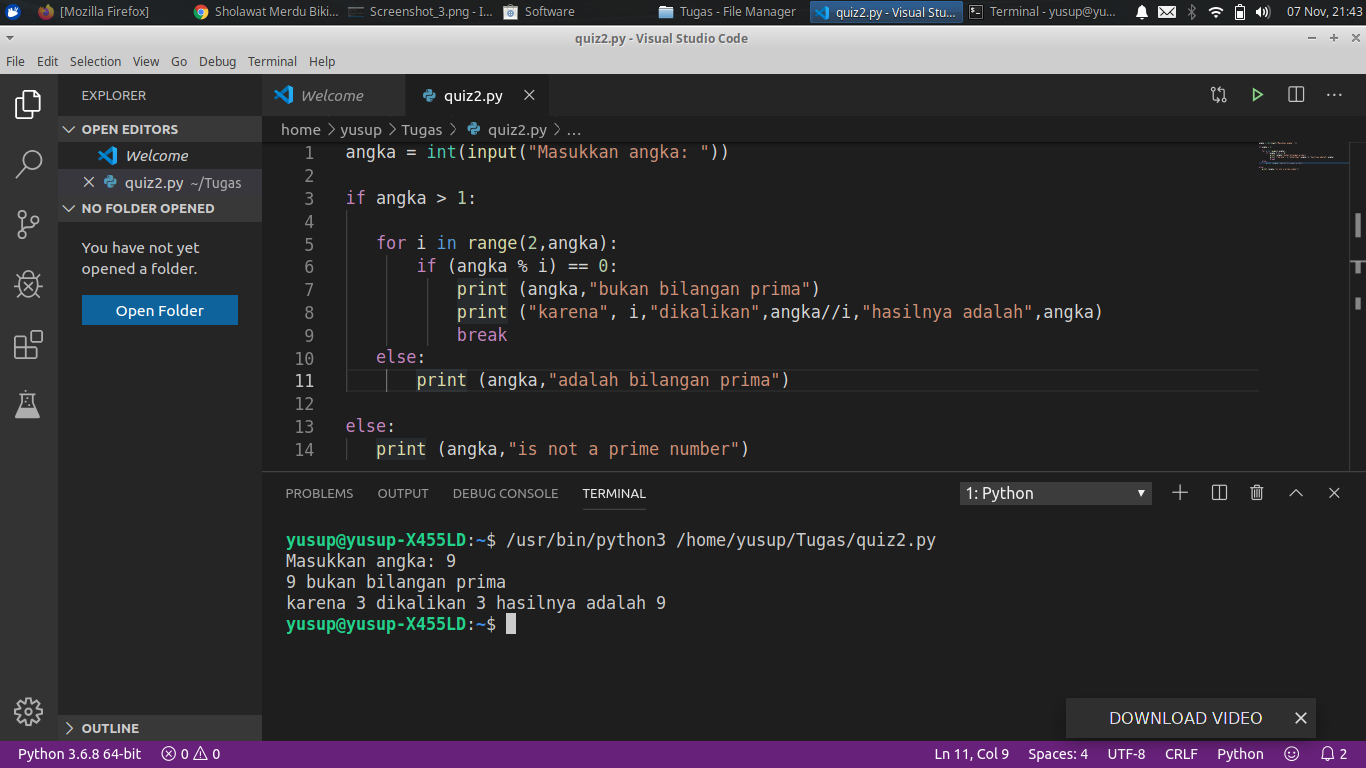 [Mozilla Firefox] Sholawat Merdu Biki... Screenshot_3.png - I... Software Tugas - File Manager quiz2.py - Visual Stu... Terminal - yusup@yu... 07 Nov, 21:43
quiz2.py - Visual Studio Code
File Edit Selection View Go Debug Terminal Help
EXPLORER
OPEN EDITORS
Welcome
quiz2.py ~/Tugas
NO FOLDER OPENED
You have not yet
opened a folder.
Open Folder
OUTLINE
Welcome quiz2.py
home > yusup > Tugas > quiz2.py > ...
1 angka = int(input("Masukkan angka: "))
2
3 if angka > 1:
4
5    for i in range(2,angka):
6        if (angka % i) == 0:
7            print (angka,"bukan bilangan prima")
8            print ("karena", i,"dikalikan",angka//i,"hasilnya adalah",angka)
9            break
10    else:
11        print (angka,"adalah bilangan prima")
12
13 else:
14    print (angka,"is not a prime number")
PROBLEMS OUTPUT DEBUG CONSOLE TERMINAL 1: Python
yusup@yusup-X455LD:~$ /usr/bin/python3 /home/yusup/Tugas/quiz2.py
Masukkan angka: 9
9 bukan bilangan prima
karena 3 dikalikan 3 hasilnya adalah 9
yusup@yusup-X455LD:~$
DOWNLOAD VIDEO
Python 3.6.8 64-bit 0 0 Ln 11, Col 9 Spaces: 4 UTF-8 CRLF Python 2